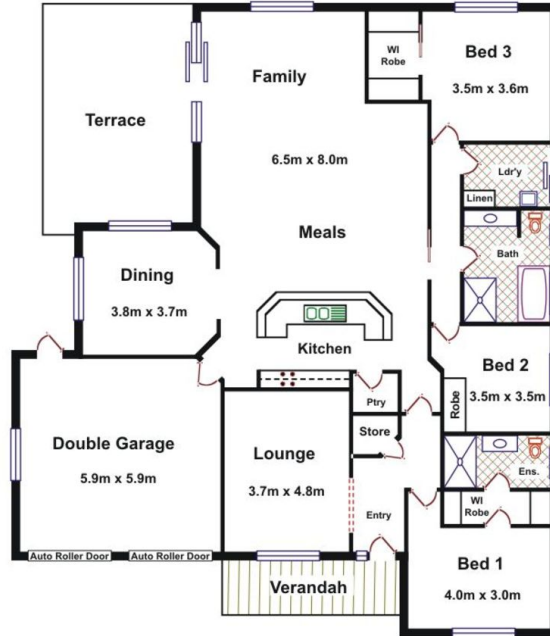 Bed 3
3.5m x 3.6m
WI
Robe
Family
Terrace
6.5m x 8.0m
Ldr'y
Linen
Meals
Bath
Dining
3.8m x 3.7m
Kitchen
Bed 2
3.5m x 3.5m
Robe
Ptry
Store
Double Garage
5.9m x 5.9m
Lounge
3.7m x 4.8m
Ens.
WI
Robe
Entry
Auto Roller Door
Auto Roller Door
Bed 1
4.0m x 3.0m
Verandah